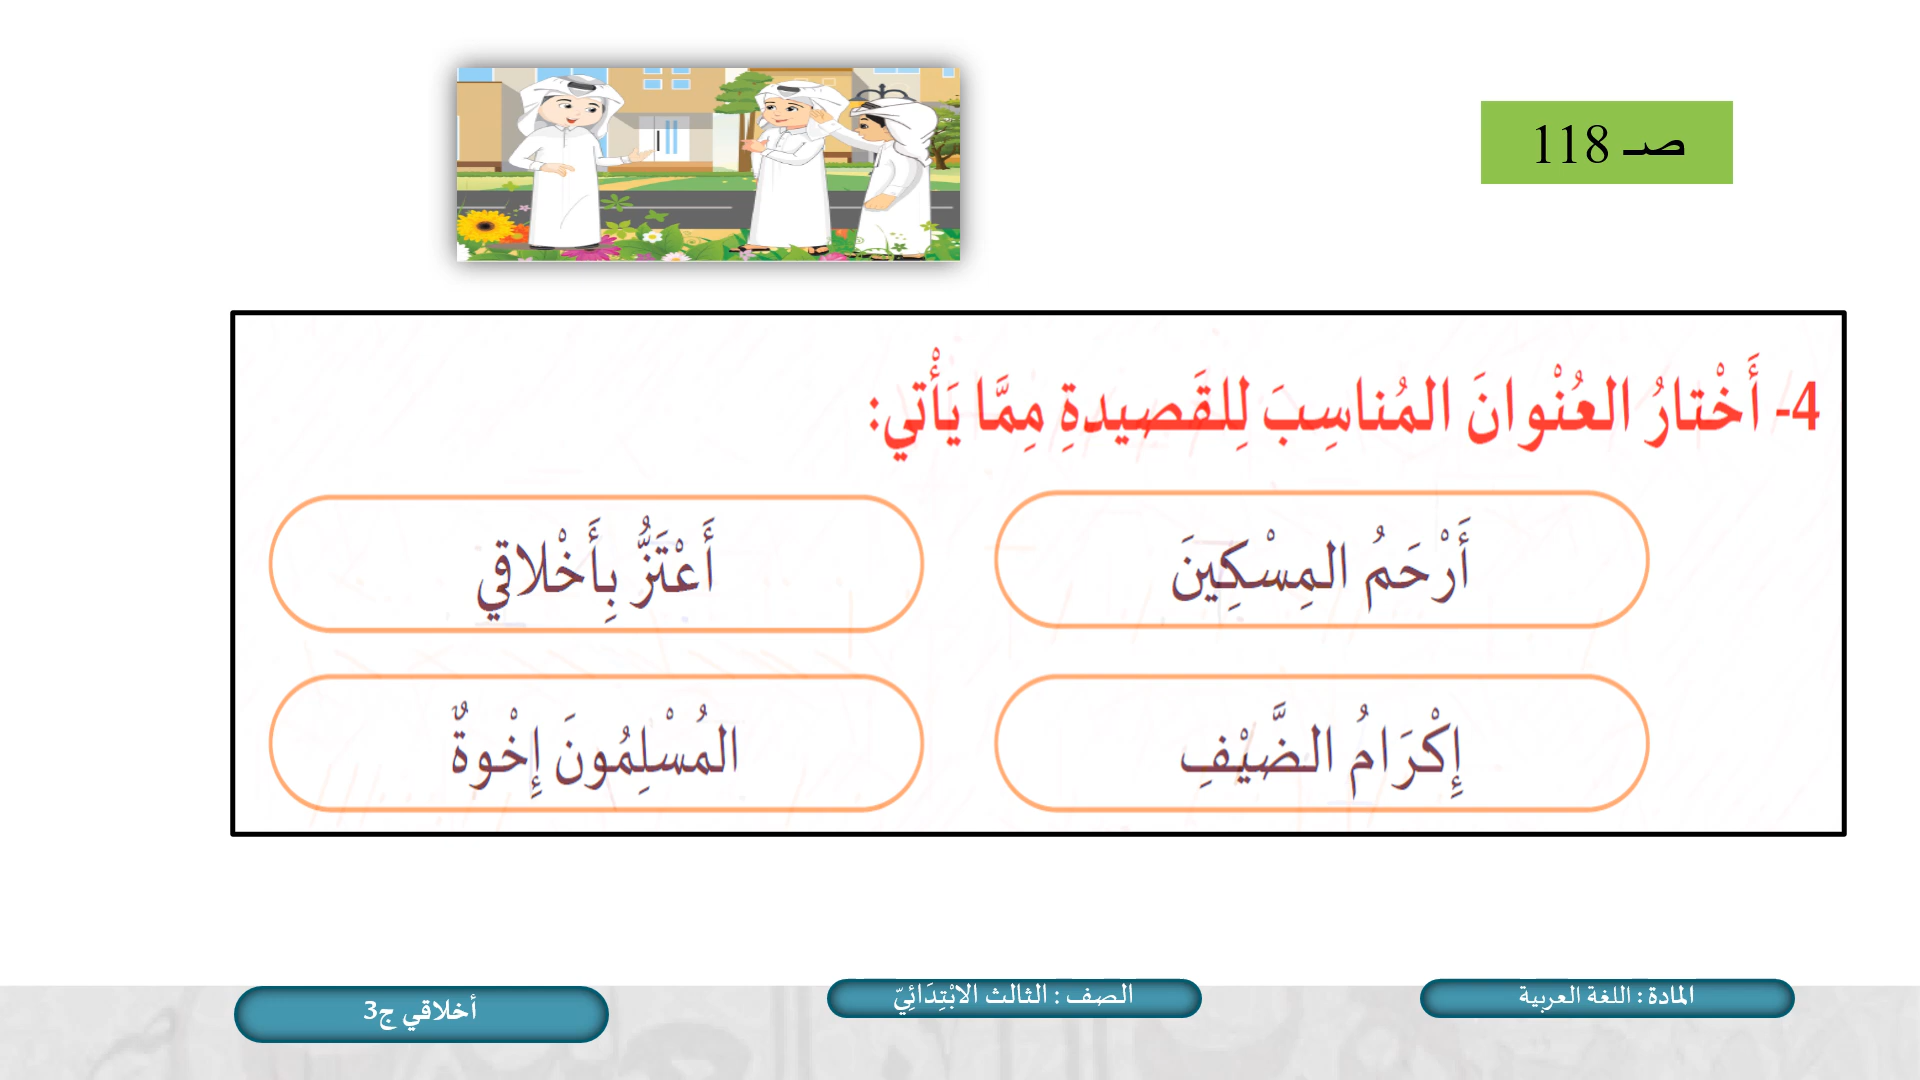 صـ 118
4- أَخْتارُ العُنْوانَ المُناسِبَ لِلقَصيدةِ مِمَّا يَأْتي:
أَرْحَمُ المِسْكِينَ
أَعْتَزُّ بِأَخْلاقي
إِكْرَامُ الضَّيْفِ
المُسْلِمُونَ إِخْوةٌ
المادة : اللغة العربية
الصف : الثالث الابْتِدَائِيّ
أخلاقي ج3